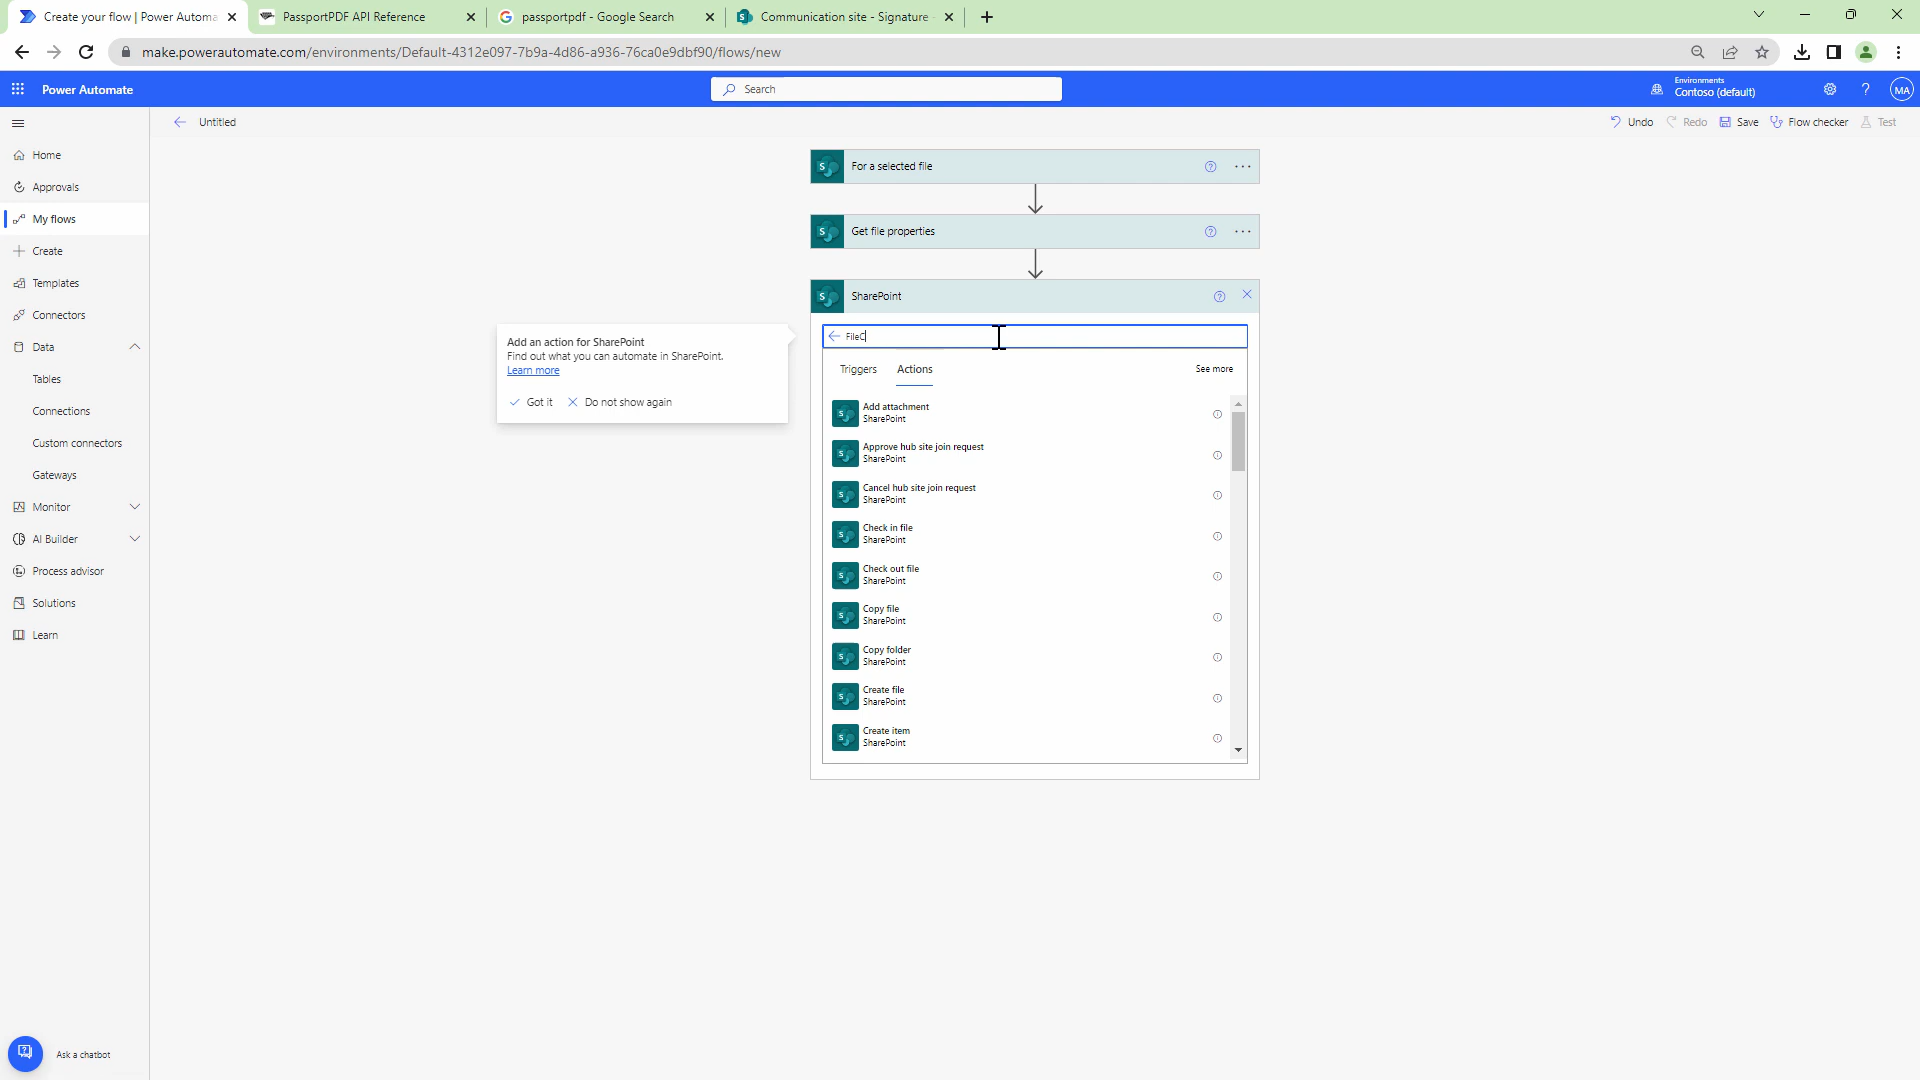 Create your flow | Power Automa
PassportPDF API Reference
passportpdf - Google Search
Communication site - Signature -
make.powerautomate.com/environments/Default-4312e097-7b9a-4d86-a936-76ca0e9dbf90/flows/new
Power Automate
Search
Environments
Contoso (default)
MA
Untitled
Undo
Redo
Save
Flow checker
Test
Home
Approvals
My flows
Create
Templates
Connectors
Data
Tables
Connections
Custom connectors
Gateways
Monitor
AI Builder
Process advisor
Solutions
Learn
Ask a chatbot
For a selected file
Get file properties
SharePoint
Add an action for SharePoint
Find out what you can automate in SharePoint.
Learn more
Got it
Do not show again
FileC
Triggers
Actions
See more
Add attachment
SharePoint
Approve hub site join request
SharePoint
Cancel hub site join request
SharePoint
Check in file
SharePoint
Check out file
SharePoint
Copy file
SharePoint
Copy folder
SharePoint
Create file
SharePoint
Create item
SharePoint